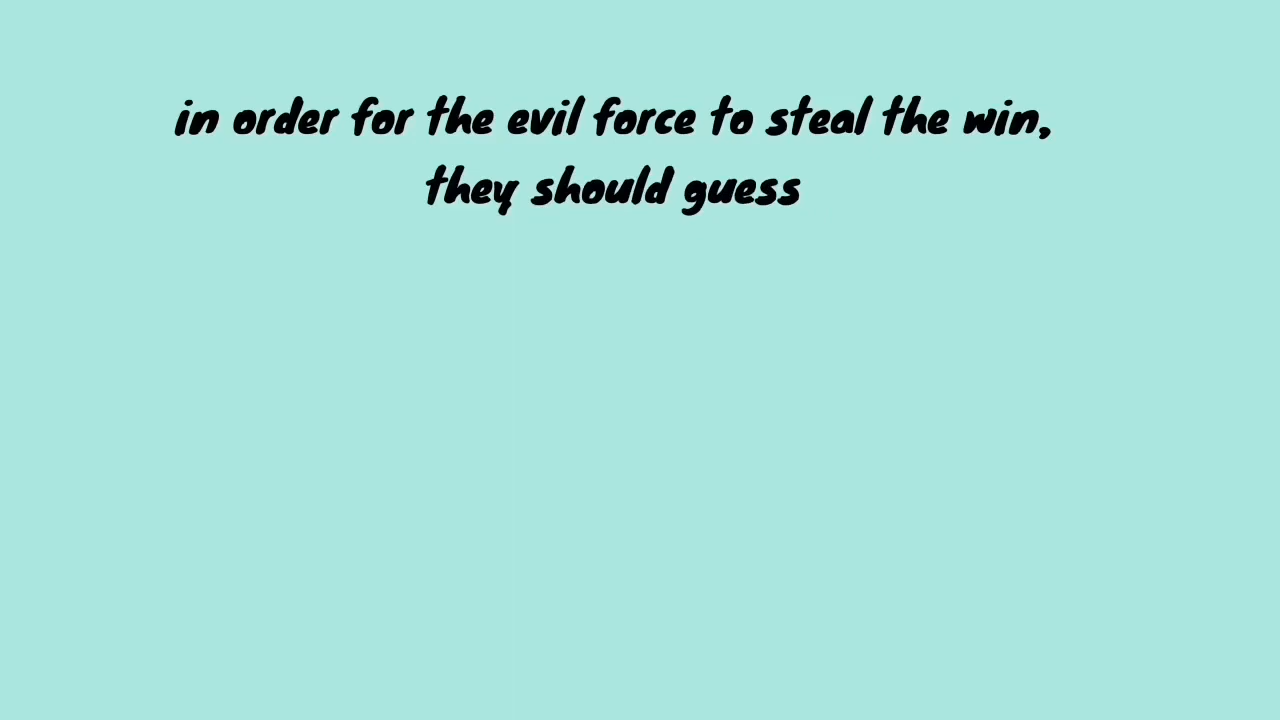 in order for the evil force to steal the win,
they should guess